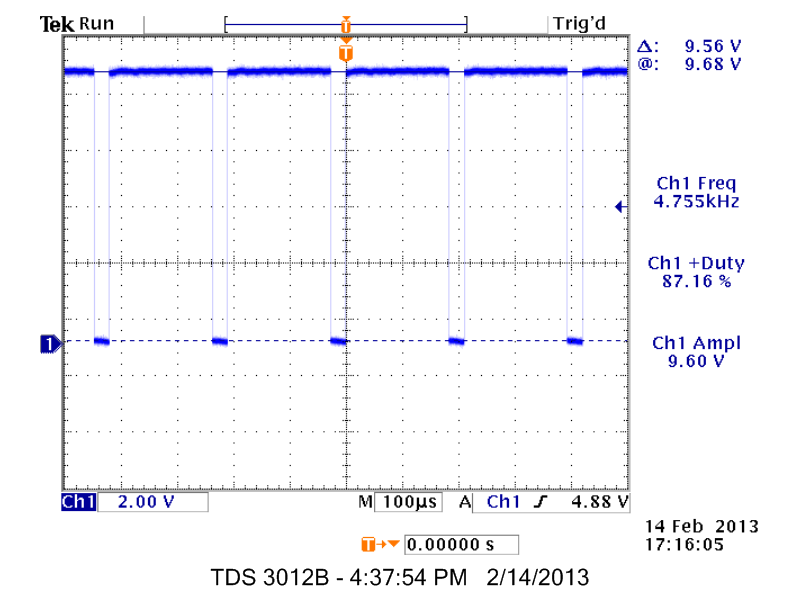 Tek Run Trig'd
T
T
Δ: 9.56 V
@: 9.68 V
Ch1 Freq
4.755kHz
Ch1 +Duty
87.16 %
1
Ch1 Ampl
9.60 V
Ch1 2.00 V M 100µs A Ch1 ƒ 4.88 V
14 Feb 2013
17:16:05
T→▼ 0.00000 s
TDS 3012B - 4:37:54 PM 2/14/2013